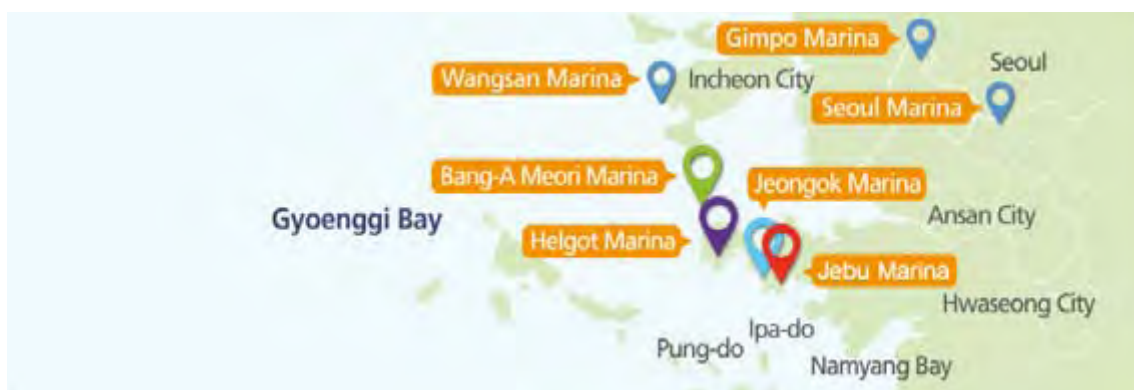 Gimpo Marina
Seoul
Wangsan Marina
Incheon City
Seoul Marina
Bang-A Meori Marina
Jeongok Marina
Gyoenggi Bay
Ansan City
Helgot Marina
Jebu Marina
Hwaseong City
Ipa-do
Pung-do
Namyang Bay